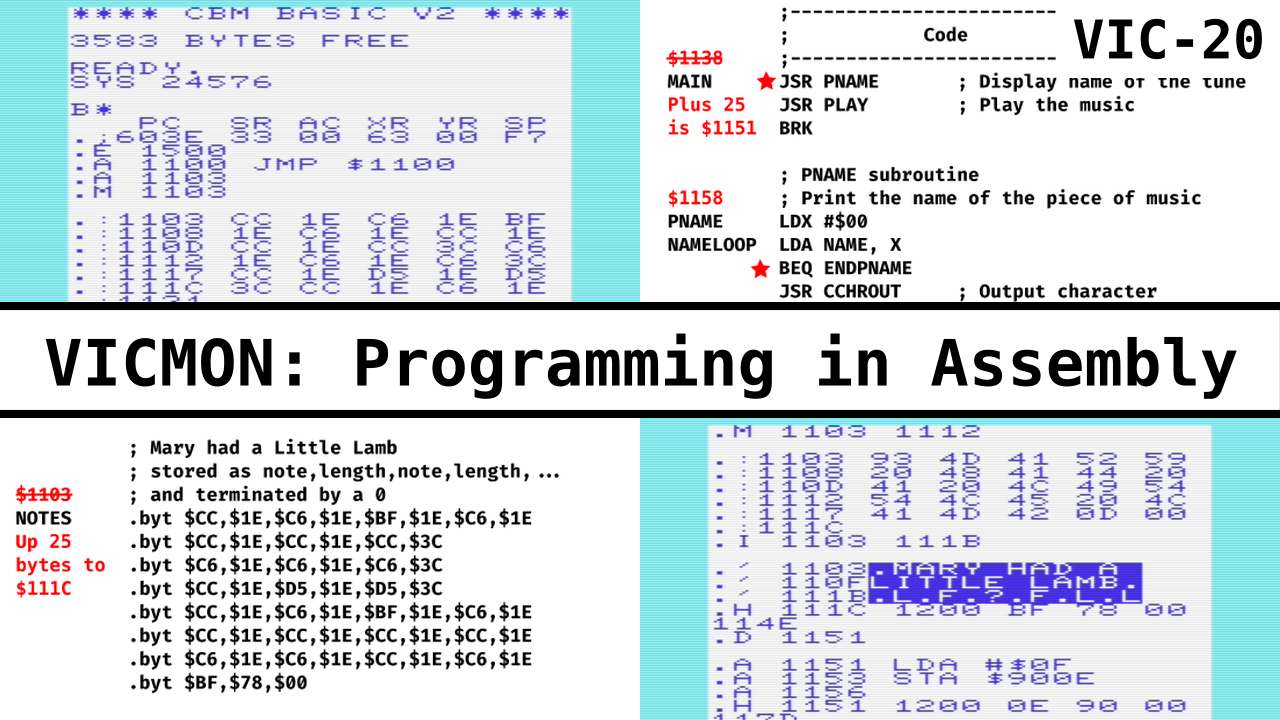 **** CBM BASIC V2 ****
3583 BYTES FREE
READY.
SYS 24576
B*
PC SR AC XR YR SP
.;603E 33 00 63 00 F7
.E 1500
.A 1100 JMP $1100
.A 1103
.M 1103
.:1103 CC 1E C6 1E BF
.:1108 1E C6 1E CC 1E
.:110D CC 1E CC 3C C6
.:1112 1E C6 1E C6 3C
.:1117 CC 1E D5 1E D5
.:111C 3C CC 1E C6 1E
;------------------------
; Code
$1138 ;------------------------
VIC-20
MAIN JSR PNAME ; Display name of the tune
Plus 25 JSR PLAY ; Play the music
is $1151 BRK
; PNAME subroutine
$1158 ; Print the name of the piece of music
PNAME LDX #$00
NAMELOOP LDA NAME, X
BEQ ENDPNAME
JSR CCHROUT ; Output character
VICMON: Programming in Assembly
; Mary had a Little Lamb
; stored as note,length,note,length,...
$1103 ; and terminated by a 0
NOTES .byt $CC,$1E,$C6,$1E,$BF,$1E,$C6,$1E
Up 25 .byt $CC,$1E,$CC,$1E,$CC,$3C
bytes to .byt $C6,$1E,$C6,$1E,$C6,$3C
$111C .byt $CC,$1E,$D5,$1E,$D5,$3C
.byt $CC,$1E,$C6,$1E,$BF,$1E,$C6,$1E
.byt $CC,$1E,$CC,$1E,$CC,$1E,$CC,$1E
.byt $C6,$1E,$C6,$1E,$CC,$1E,$C6,$1E
.byt $BF,$78,$00
.M 1103 1112
.:1103 93 4D 41 52 59
.:1108 20 48 41 44 20
.:110D 41 20 4C 49 54
.:1112 54 4C 45 20 4C
.:1117 41 4D 42 0D 00
.:111C
.I 1103 111B
./ 1103.MARY HAD A
./ 110FLITTLE LAMB.
./ 111B.L.F.?.F.L.L
.H 111C 1200 BF 78 00
114E
.D 1151
.A 1151 LDA #$0F
.A 1153 STA $900E
.A 1156
.H 1151 1200 0E 90 00